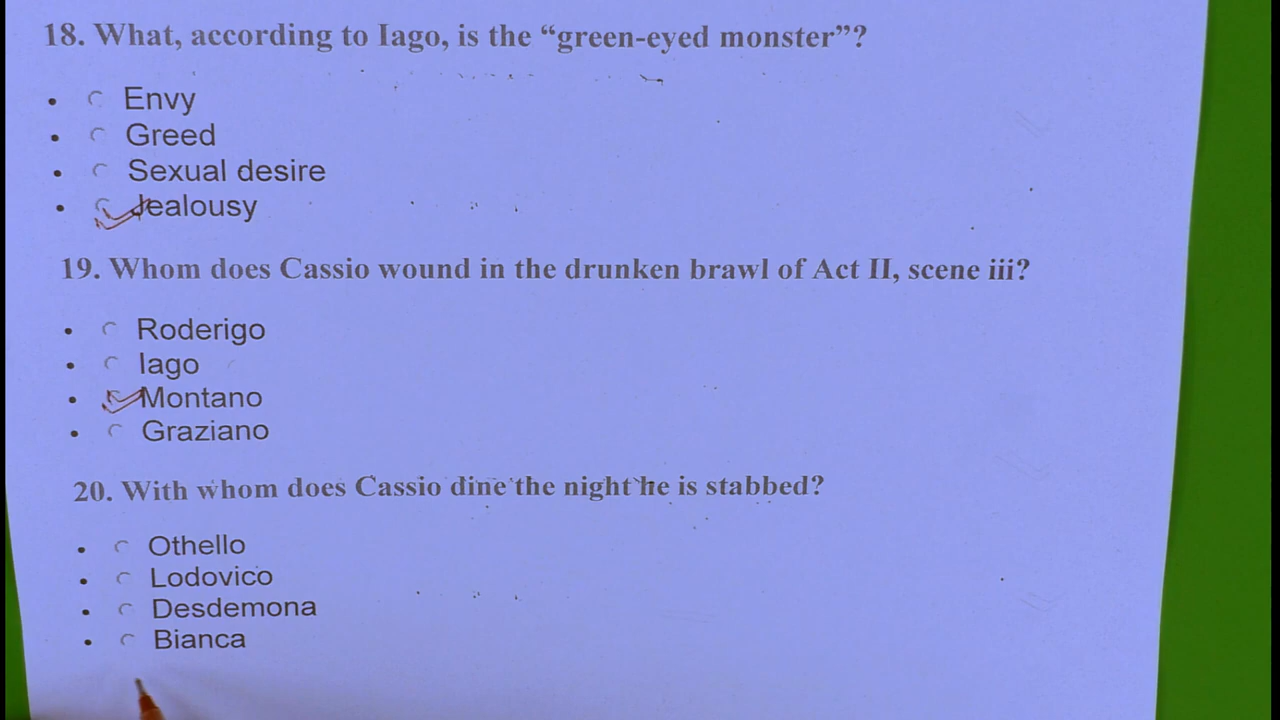 18. What, according to Iago, is the “green-eyed monster”?
• Envy
• Greed
• Sexual desire
• Jealousy
19. Whom does Cassio wound in the drunken brawl of Act II, scene iii?
• Roderigo
• Iago
• Montano
• Graziano
20. With whom does Cassio dine the night he is stabbed?
• Othello
• Lodovico
• Desdemona
• Bianca